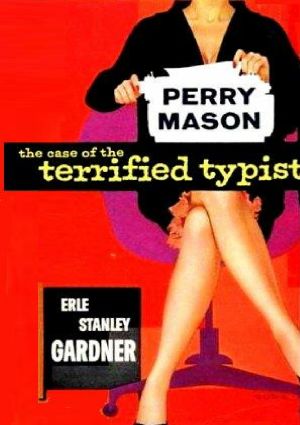 PERRY
MASON
the case of the
terrified typist
ERLE
STANLEY
GARDNER